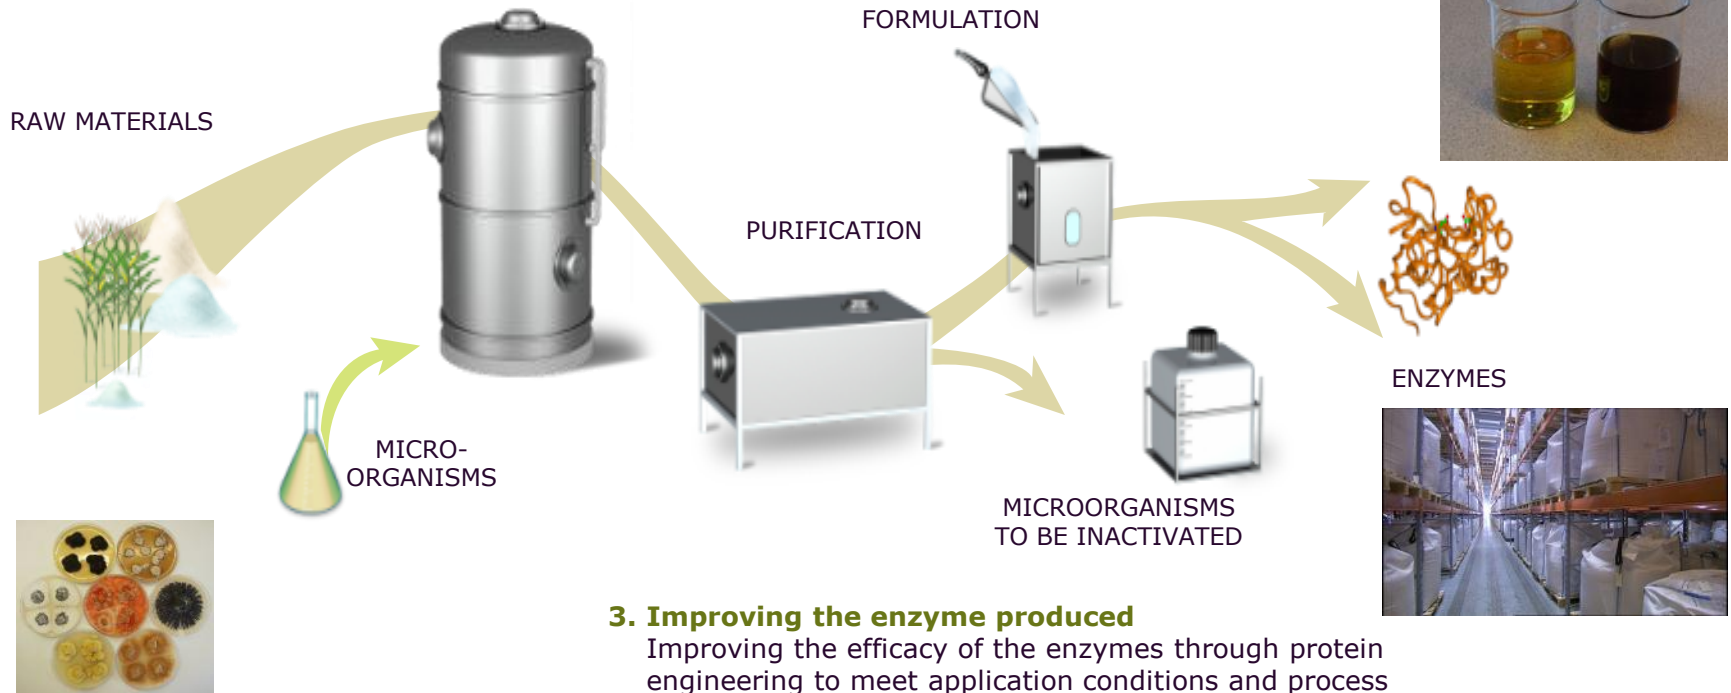 FORMULATION
RAW MATERIALS
PURIFICATION
ENZYMES
MICRO-
ORGANISMS
MICROORGANISMS
TO BE INACTIVATED
3. Improving the enzyme produced
Improving the efficacy of the enzymes through protein
engineering to meet application conditions and process